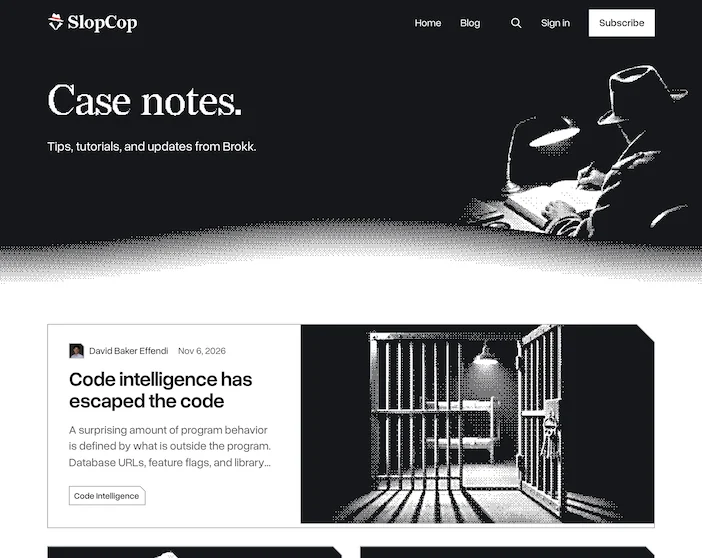 SlopCop
Home
Blog
Sign in
Subscribe
Case notes.
Tips, tutorials, and updates from Brokk.
David Baker Effendi
Nov 6, 2026
Code intelligence has
escaped the code
A surprising amount of program behavior
is defined by what is outside the program.
Database URLs, feature flags, and library...
Code Intelligence